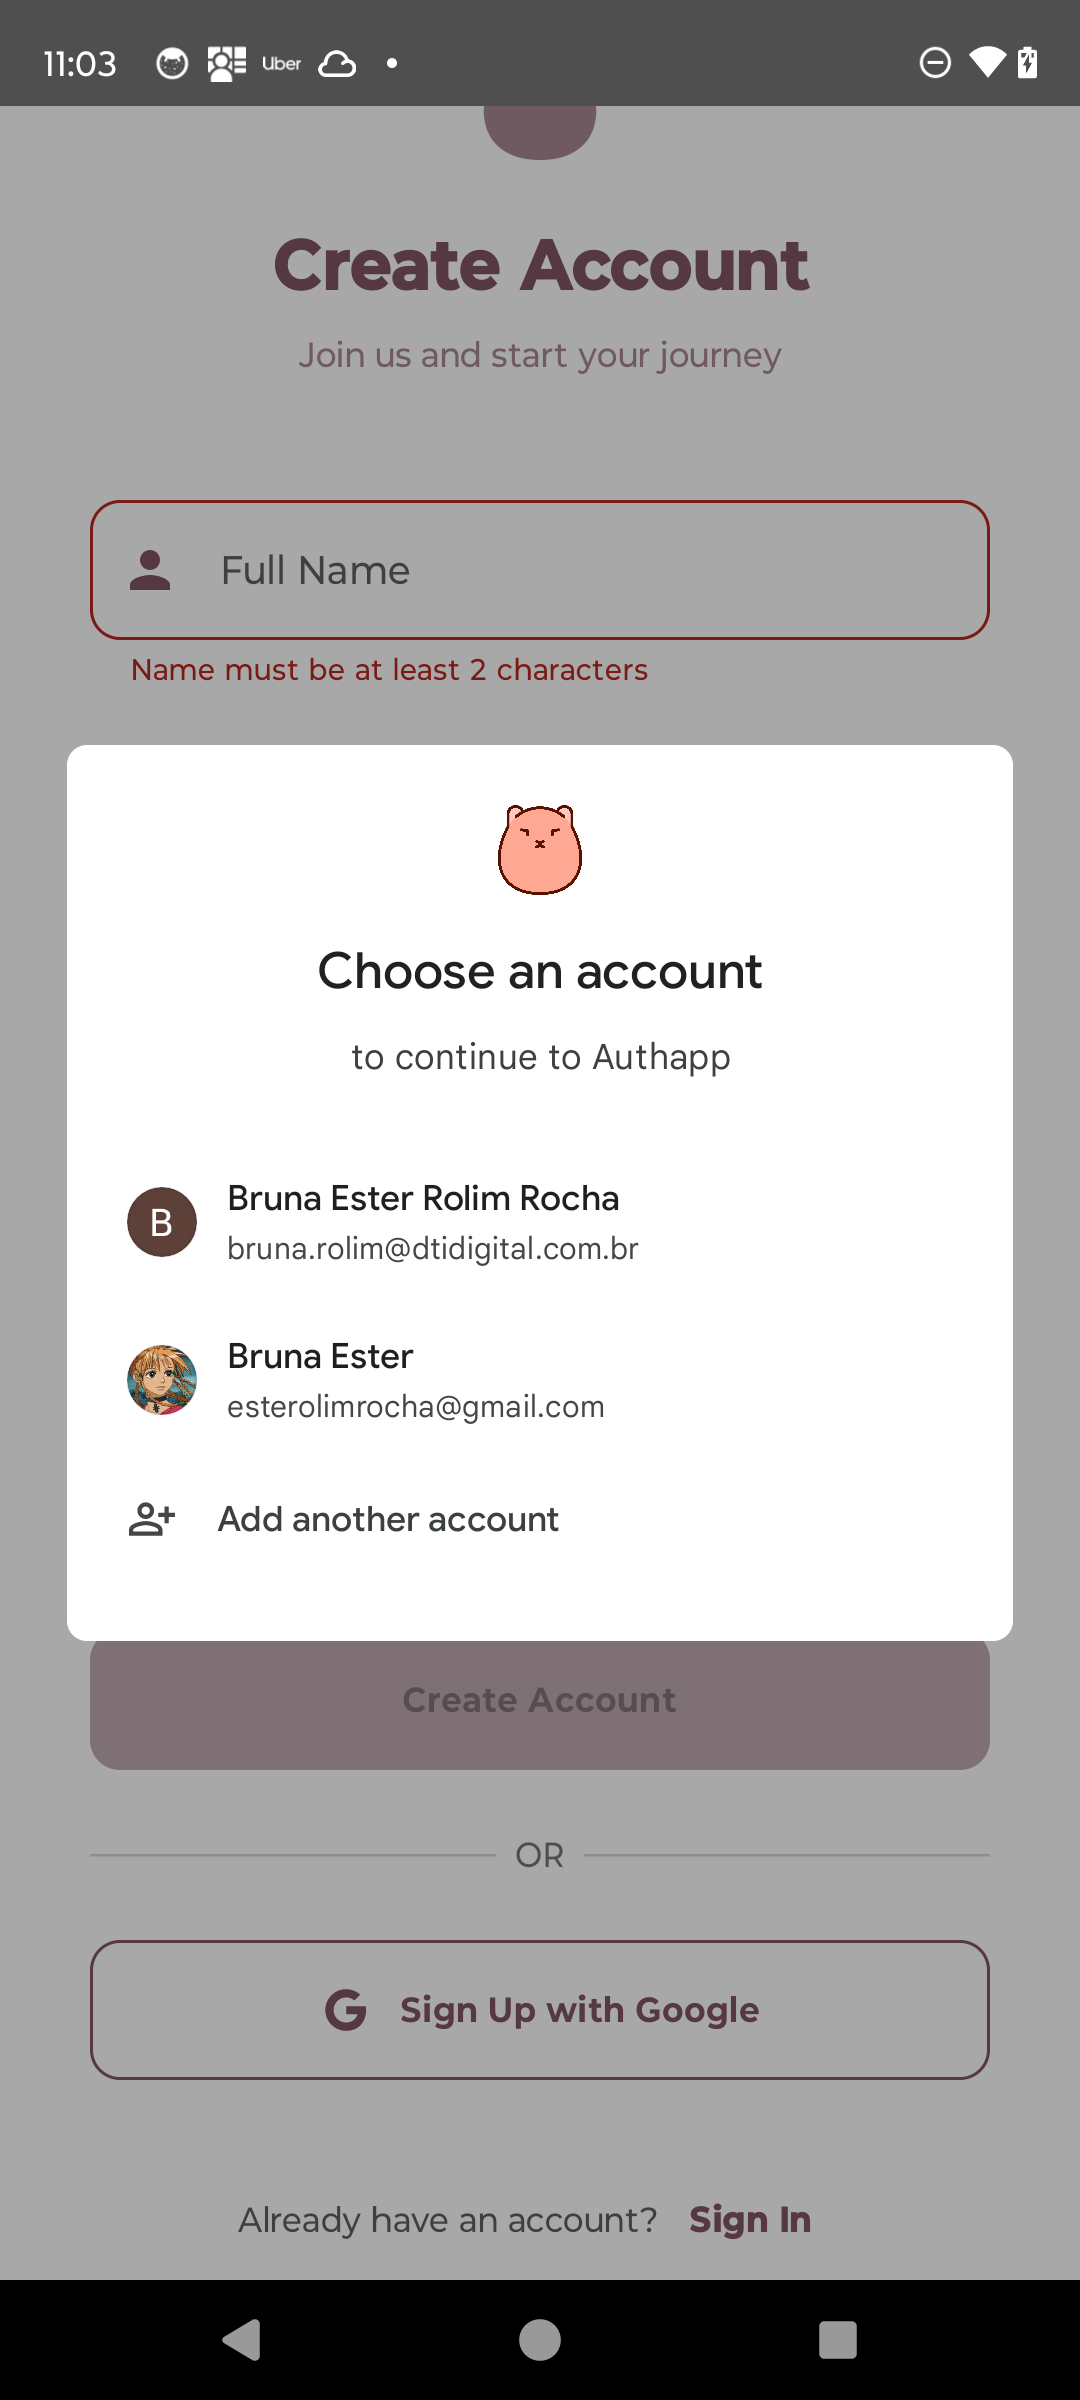 11:03 Uber
Create Account
Join us and start your journey
Full Name
Name must be at least 2 characters
Choose an account
to continue to Authapp
B
Bruna Ester Rolim Rocha
bruna.rolim@dtidigital.com.br
Bruna Ester
esterolimrocha@gmail.com
Add another account
Create Account
OR
G Sign Up with Google
Already have an account? Sign In